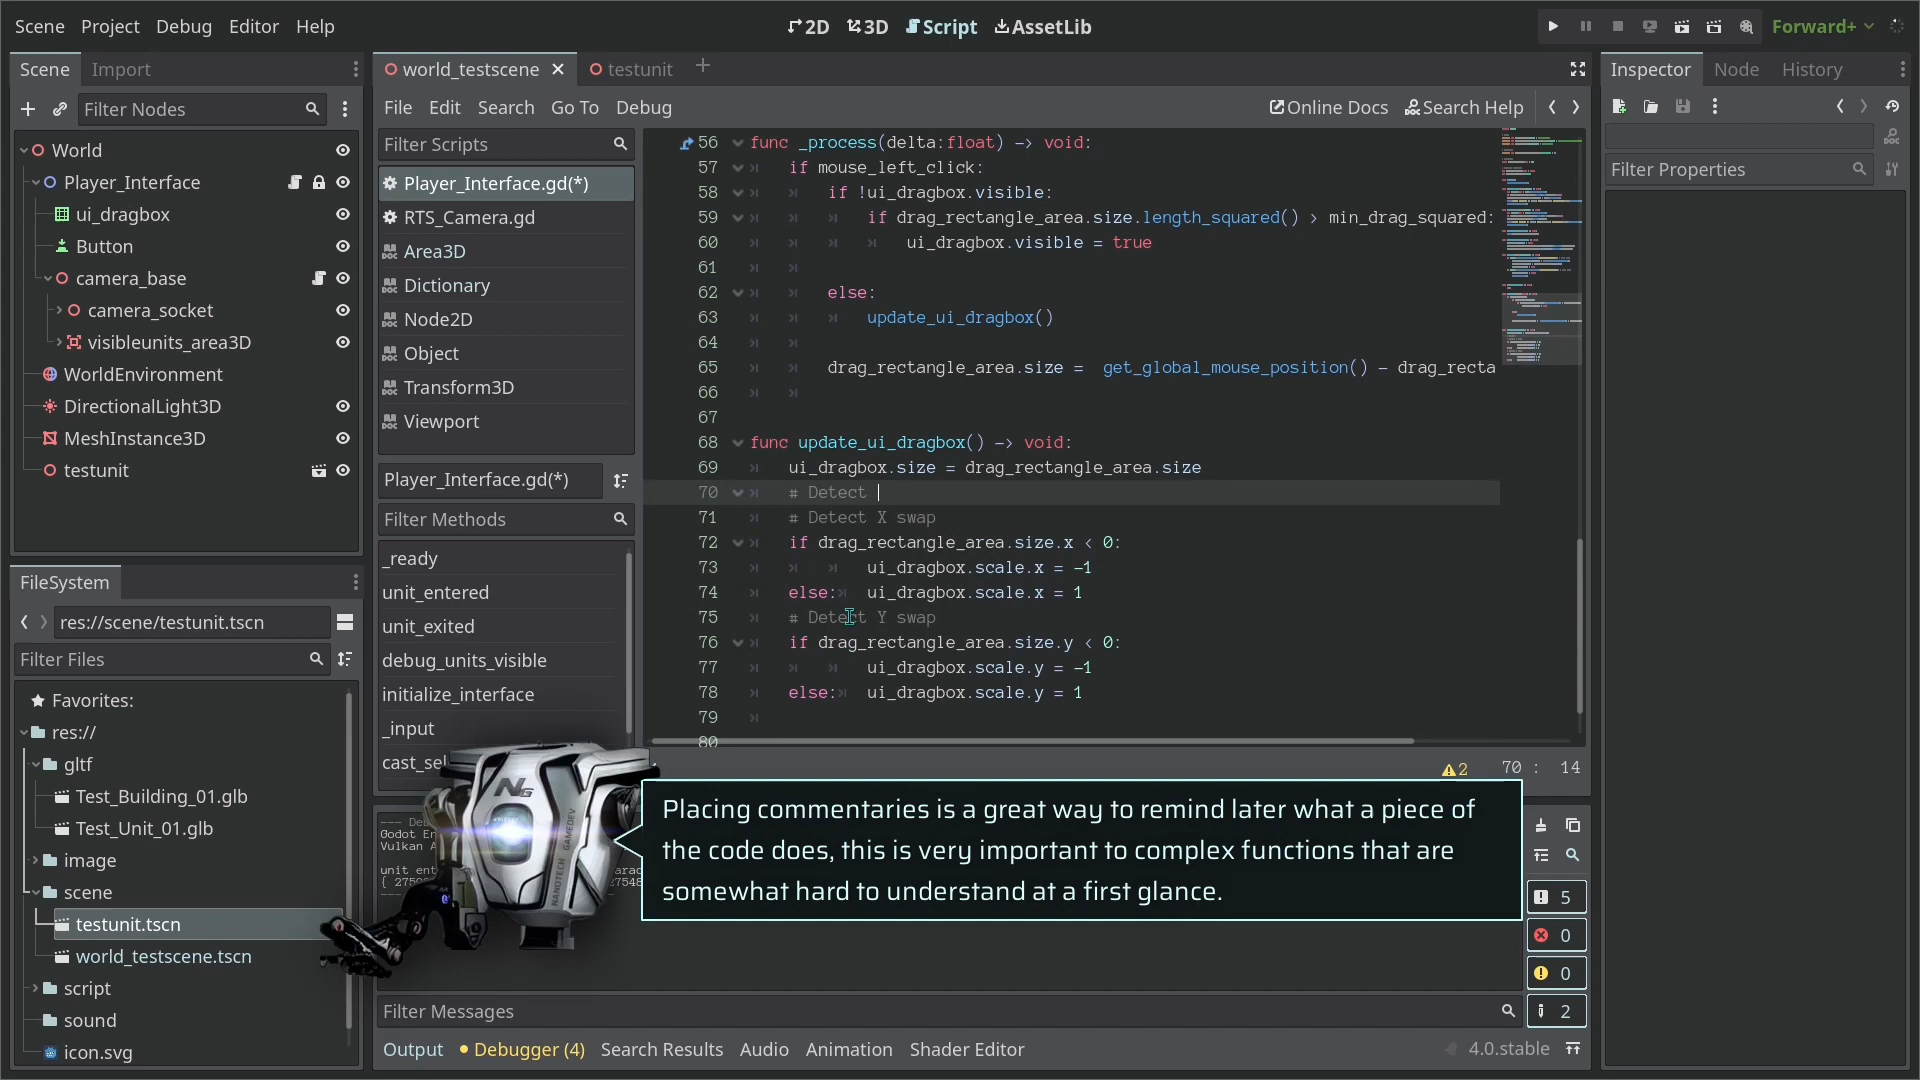 Scene Project Debug Editor Help
2D 3D Script AssetLib
Forward+
Scene Import
Filter Nodes
World
Player_Interface
ui_dragbox
Button
camera_base
camera_socket
visibleunits_area3D
WorldEnvironment
DirectionalLight3D
MeshInstance3D
testunit
FileSystem
res://scene/testunit.tscn
Filter Files
Favorites:
res://
gltf
Test_Building_01.glb
Test_Unit_01.glb
image
scene
testunit.tscn
world_testscene.tscn
script
sound
icon.svg
world_testscene testunit
File Edit Search Go To Debug
Online Docs Search Help
Filter Scripts
Player_Interface.gd(*)
RTS_Camera.gd
Area3D
Dictionary
Node2D
Object
Transform3D
Viewport
Player_Interface.gd(*)
Filter Methods
_ready
unit_entered
unit_exited
debug_units_visible
initialize_interface
_input
cast_sel
56 func _process(delta:float) -> void:
57 if mouse_left_click:
58 if !ui_dragbox.visible:
59 if drag_rectangle_area.size.length_squared() > min_drag_squared:
60 ui_dragbox.visible = true
61
62 else:
63 update_ui_dragbox()
64
65 drag_rectangle_area.size = get_global_mouse_position() - drag_recta
66
67
68 func update_ui_dragbox() -> void:
69 ui_dragbox.size = drag_rectangle_area.size
70 # Detect
71 # Detect X swap
72 if drag_rectangle_area.size.x < 0:
73 ui_dragbox.scale.x = -1
74 else: ui_dragbox.scale.x = 1
75 # Detect Y swap
76 if drag_rectangle_area.size.y < 0:
77 ui_dragbox.scale.y = -1
78 else: ui_dragbox.scale.y = 1
79
80
2 70 : 14
--- De
Godot En
Vulkan A
unit ent
NG
NANOTECH GAMEDEV
Placing commentaries is a great way to remind later what a piece of
the code does, this is very important to complex functions that are
somewhat hard to understand at a first glance.
5
0
0
2
Filter Messages
Output Debugger (4) Search Results Audio Animation Shader Editor
4.0.stable
Inspector Node History
Filter Properties